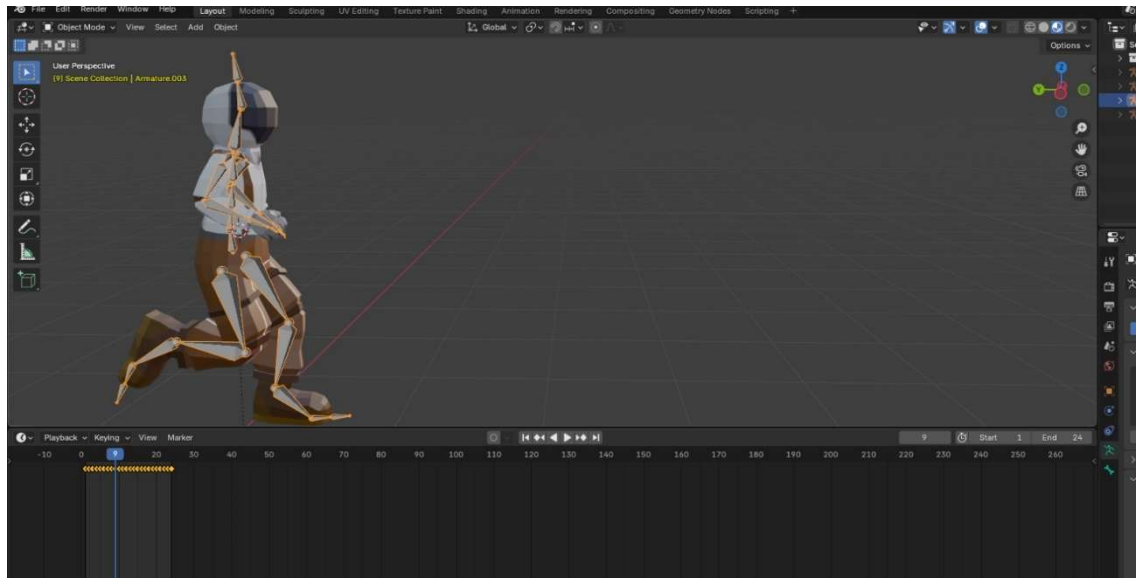 File Edit Render Window Help Layout Modeling Sculpting UV Editing Texture Paint Shading Animation Rendering Compositing Geometry Nodes Scripting +
Object Mode View Select Add Object Global
Options
User Perspective
(9) Scene Collection | Armature.003
Z
Y
Playback Keying View Marker 9 Start 1 End 24
-10 0 9 20 30 40 50 60 70 80 90 100 110 120 130 140 150 160 170 180 190 200 210 220 230 240 250 260